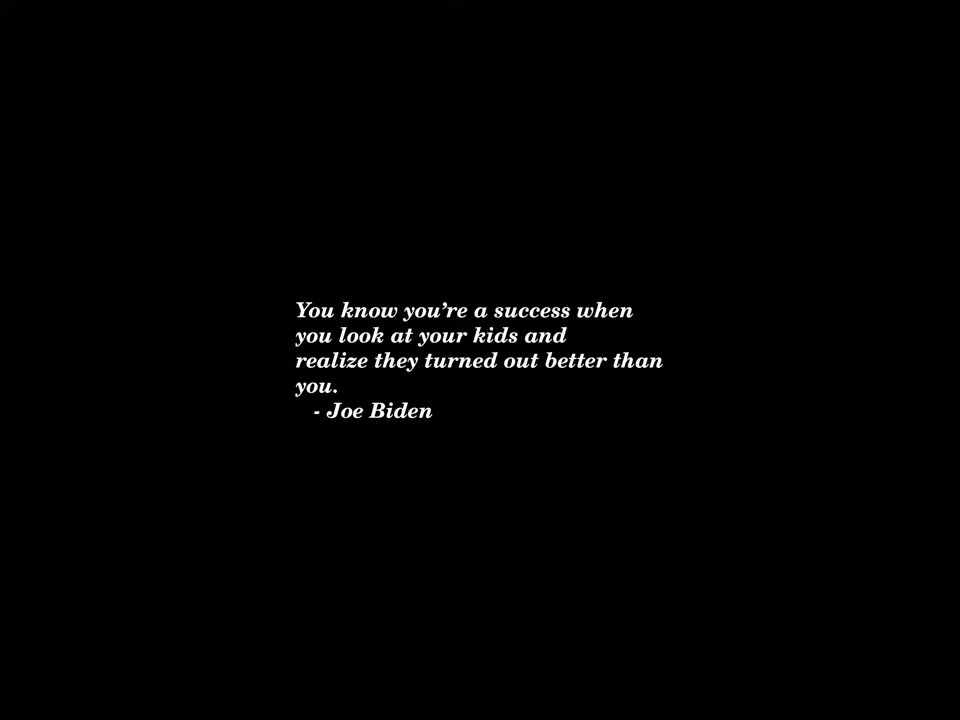 You know you’re a success when
you look at your kids and
realize they turned out better than
you.
- Joe Biden